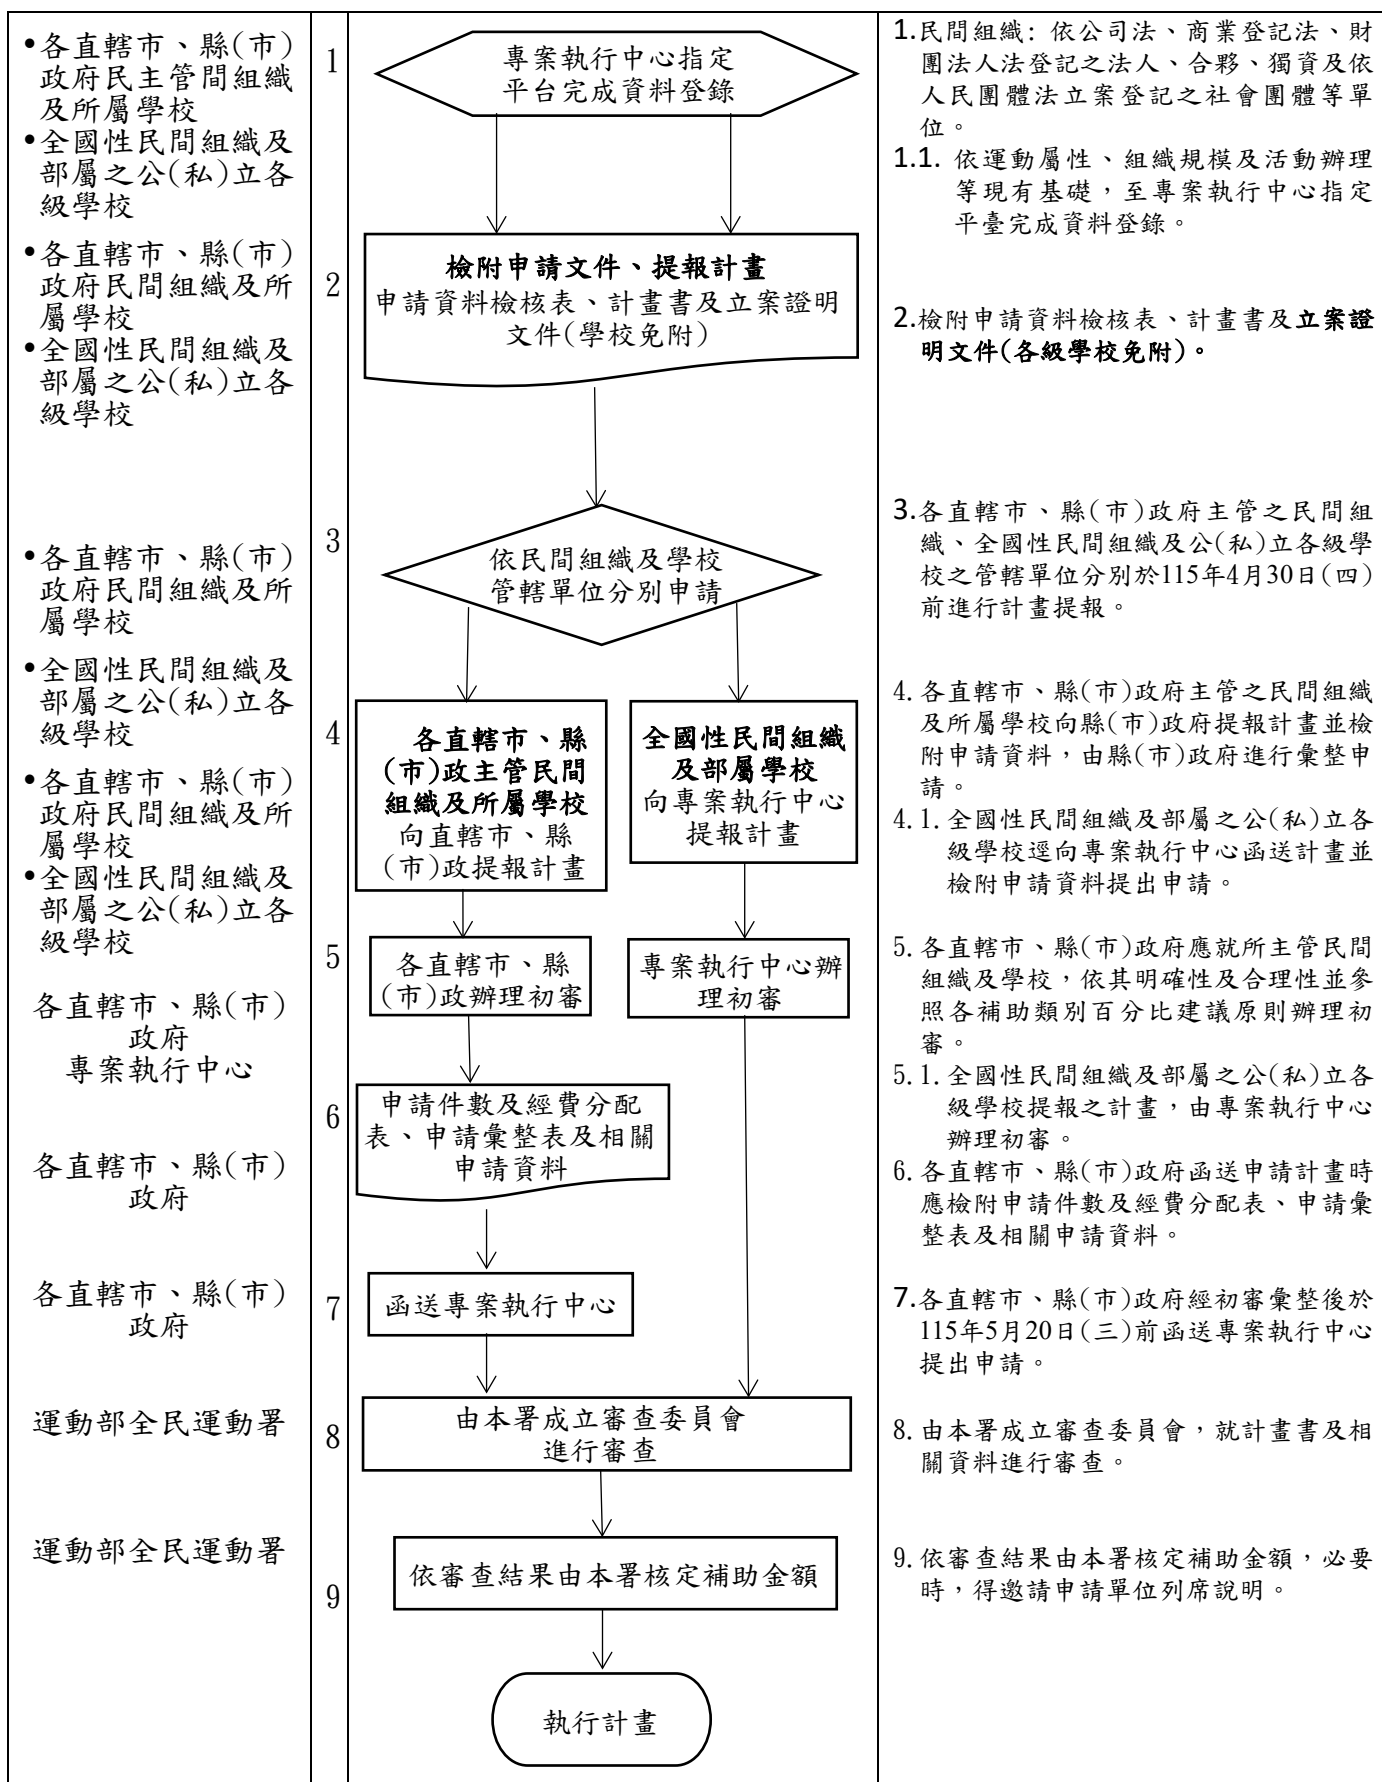 •各直轄市、縣(市)
政府民主管間組織
及所屬學校
•全國性民間組織及
部屬之公(私)立各
級學校
•各直轄市、縣(市)
政府民間組織及所
屬學校
•全國性民間組織及
部屬之公(私)立各
級學校
•各直轄市、縣(市)
政府民間組織及所
屬學校
•全國性民間組織及
部屬之公(私)立各
級學校
•各直轄市、縣(市)
政府民間組織及所
屬學校
•全國性民間組織及
部屬之公(私)立各
級學校
各直轄市、縣(市)
政府
專案執行中心
各直轄市、縣(市)
政府
各直轄市、縣(市)
政府
運動部全民運動署
運動部全民運動署
1
2
3
4
5
6
7
8
9
專案執行中心指定
平台完成資料登錄
檢附申請文件、提報計畫
申請資料檢核表、計畫書及立案證明
文件(學校免附)
依民間組織及學校
管轄單位分別申請
各直轄市、縣
(市)政主管民間
組織及所屬學校
向直轄市、縣
(市)政提報計畫
全國性民間組織
及部屬學校
向專案執行中心
提報計畫
各直轄市、縣
(市)政辦理初審
專案執行中心辦
理初審
申請件數及經費分配
表、申請彙整表及相關
申請資料
函送專案執行中心
由本署成立審查委員會
進行審查
依審查結果由本署核定補助金額
執行計畫
1.民間組織: 依公司法、商業登記法、財
團法人法登記之法人、合夥、獨資及依
人民團體法立案登記之社會團體等單
位。
1.1. 依運動屬性、組織規模及活動辦理
等現有基礎，至專案執行中心指定
平臺完成資料登錄。
2.檢附申請資料檢核表、計畫書及立案證
明文件(各級學校免附)。
3.各直轄市、縣(市)政府主管之民間組
織、全國性民間組織及公(私)立各級學
校之管轄單位分別於115年4月30日(四)
前進行計畫提報。
4. 各直轄市、縣(市)政府主管之民間組織
及所屬學校向縣(市)政府提報計畫並檢
附申請資料，由縣(市)政府進行彙整申
請。
4.1. 全國性民間組織及部屬之公(私)立各
級學校逕向專案執行中心函送計畫並
檢附申請資料提出申請。
5. 各直轄市、縣(市)政府應就所主管民間
組織及學校，依其明確性及合理性並參
照各補助類別百分比建議原則辦理初
審。
5.1. 全國性民間組織及部屬之公(私)立各
級學校提報之計畫，由專案執行中心
辦理初審。
6. 各直轄市、縣(市)政府函送申請計畫時
應檢附申請件數及經費分配表、申請彙
整表及相關申請資料。
7.各直轄市、縣(市)政府經初審彙整後於
115年5月20日(三)前函送專案執行中心
提出申請。
8. 由本署成立審查委員會，就計畫書及相
關資料進行審查。
9. 依審查結果由本署核定補助金額，必要
時，得邀請申請單位列席說明。